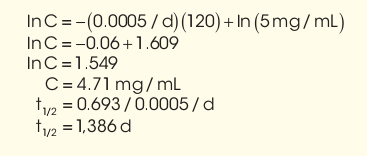 ln C = −(0.0005 / d)(120) + ln (5 mg / mL)
ln C = −0.06 + 1.609
ln C = 1.549
C = 4.71 mg / mL
t1/2 = 0.693 / 0.0005 / d
t1/2 = 1,386 d